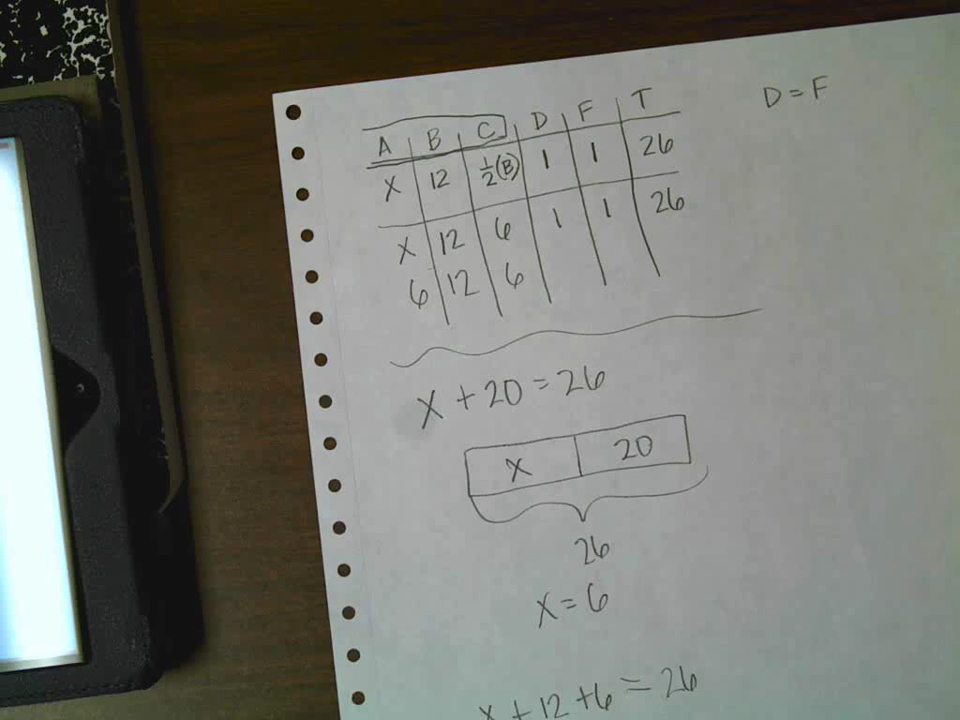 A B C D F T
D = F
X 12 ½(B) 1 1 26
X 12 6 1 1 26
6 12 6
X + 20 = 26
X 20
26
X = 6
X + 12 + 6 = 26